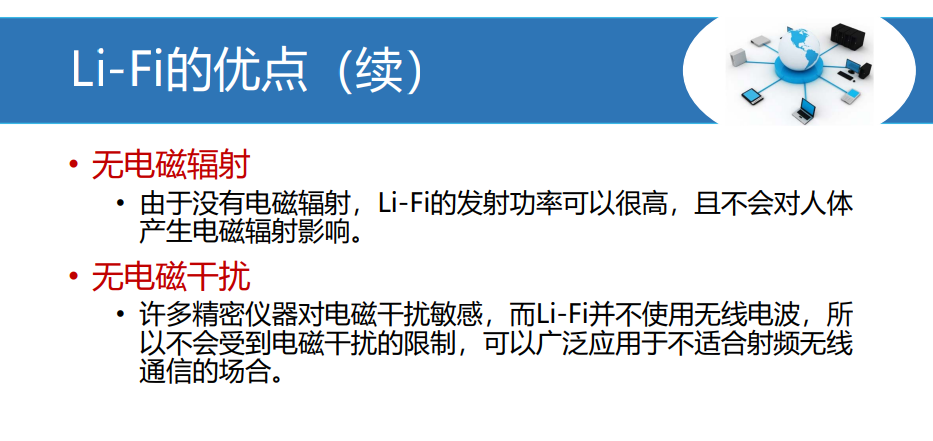 Li-Fi的优点（续）
• 无电磁辐射
• 由于没有电磁辐射，Li-Fi的发射功率可以很高，且不会对人体
产生电磁辐射影响。
• 无电磁干扰
• 许多精密仪器对电磁干扰敏感，而Li-Fi并不使用无线电波，所
以不会受到电磁干扰的限制，可以广泛应用于不适合射频无线
通信的场合。